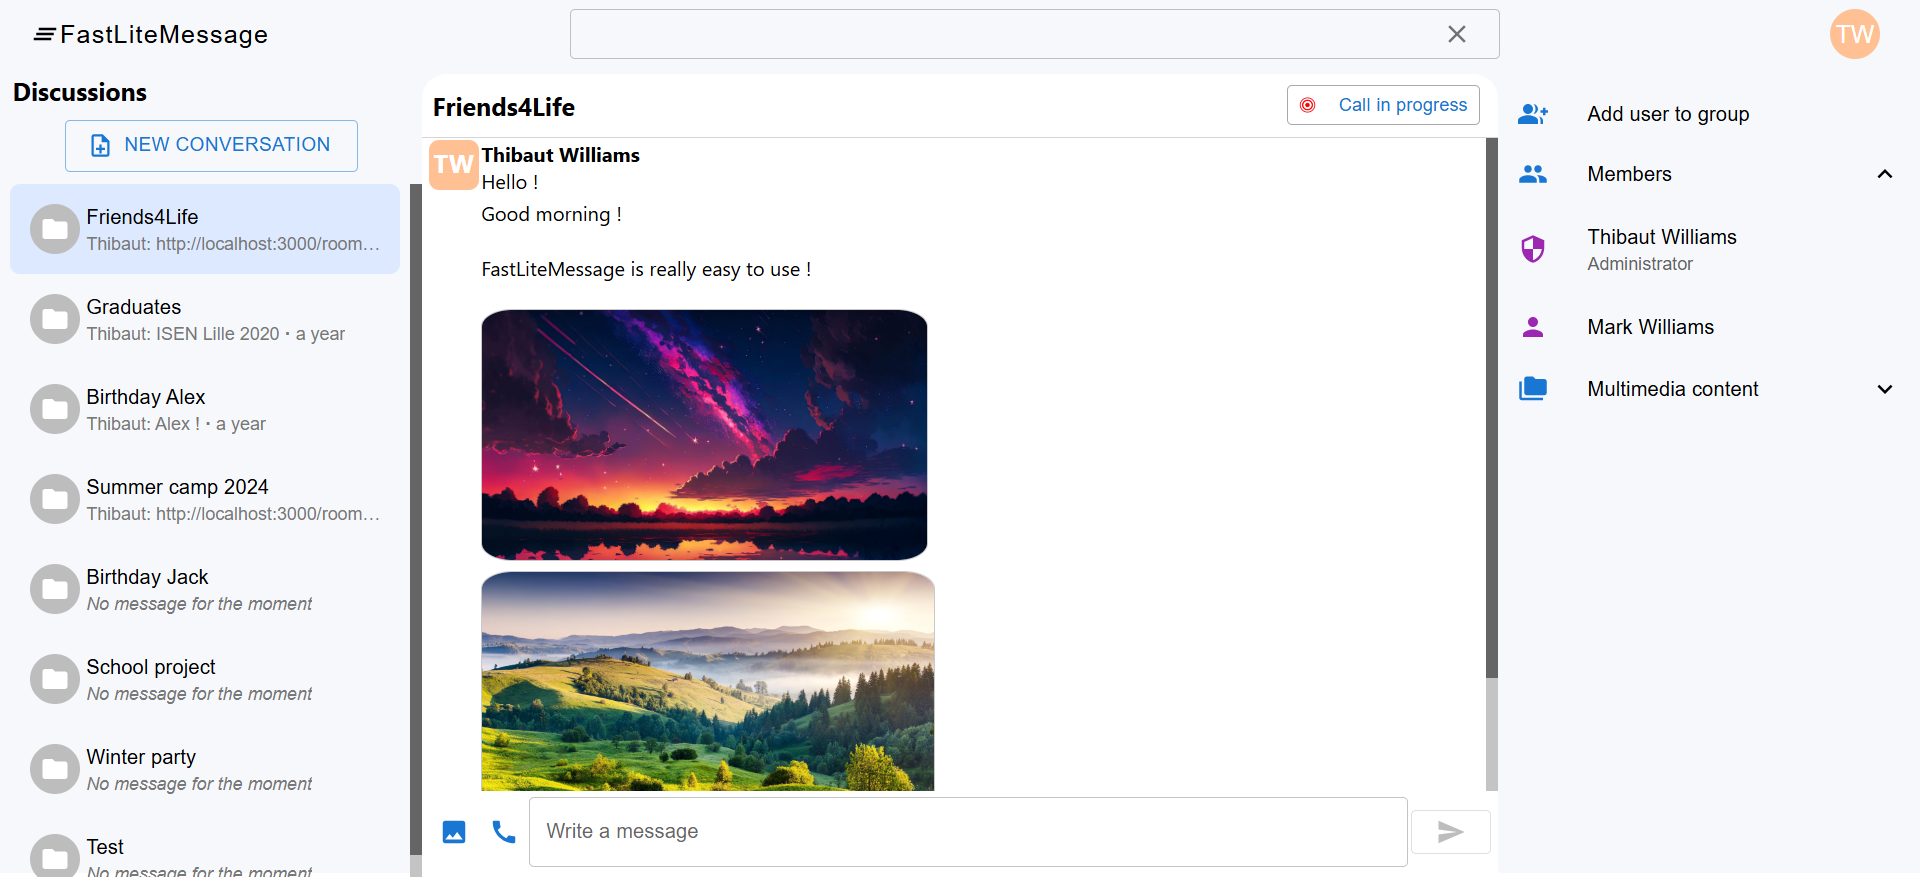 FastLiteMessage
TW
Discussions
NEW CONVERSATION
Friends4Life
Thibaut: http://localhost:3000/room...
Graduates
Thibaut: ISEN Lille 2020 · a year
Birthday Alex
Thibaut: Alex ! · a year
Summer camp 2024
Thibaut: http://localhost:3000/room...
Birthday Jack
No message for the moment
School project
No message for the moment
Winter party
No message for the moment
Test
No message for the moment
Friends4Life
Call in progress
TW
Thibaut Williams
Hello !
Good morning !
FastLiteMessage is really easy to use !
Write a message
Add user to group
Members
Thibaut Williams
Administrator
Mark Williams
Multimedia content